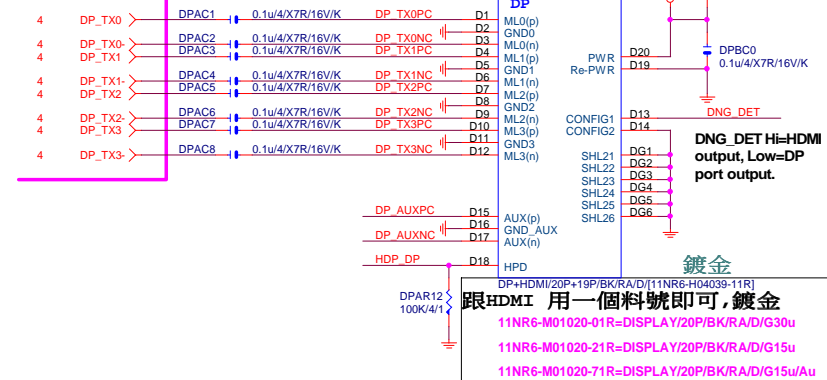 DP
4 DP_TX0 DPAC1 0.1u/4/X7R/16V/K DP_TX0PC D1 ML0(p)
D2 GND0
4 DP_TX0- DPAC2 0.1u/4/X7R/16V/K DP_TX0NC D3 ML0(n)
4 DP_TX1 DPAC3 0.1u/4/X7R/16V/K DP_TX1PC D4 ML1(p)
D5 GND1
4 DP_TX1- DPAC4 0.1u/4/X7R/16V/K DP_TX1NC D6 ML1(n)
4 DP_TX2 DPAC5 0.1u/4/X7R/16V/K DP_TX2PC D7 ML2(p)
D8 GND2
4 DP_TX2- DPAC6 0.1u/4/X7R/16V/K DP_TX2NC D9 ML2(n)
4 DP_TX3 DPAC7 0.1u/4/X7R/16V/K DP_TX3PC D10 ML3(p)
D11 GND3
4 DP_TX3- DPAC8 0.1u/4/X7R/16V/K DP_TX3NC D12 ML3(n)
DP_AUXPC D15 AUX(p)
D16 GND_AUX
DP_AUXNC D17 AUX(n)
HDP_DP D18 HPD
DPAR12
100K/4/1
PWR D20
Re-PWR D19
DPBC0
0.1u/4/X7R/16V/K
CONFIG1 D13 DNG_DET
CONFIG2 D14
SHL21 DG1
SHL22 DG2
SHL23 DG3
SHL24 DG4
SHL25 DG5
SHL26 DG6
DNG_DET Hi=HDMI
output, Low=DP
port output.
鍍金
DP+HDMI/20P+19P/BK/RA/D/[11NR6-H04039-11R]
跟HDMI 用一個料號即可,鍍金
11NR6-M01020-01R=DISPLAY/20P/BK/RA/D/G30u
11NR6-M01020-21R=DISPLAY/20P/BK/RA/D/G15u
11NR6-M01020-71R=DISPLAY/20P/BK/RA/D/G15u/Au